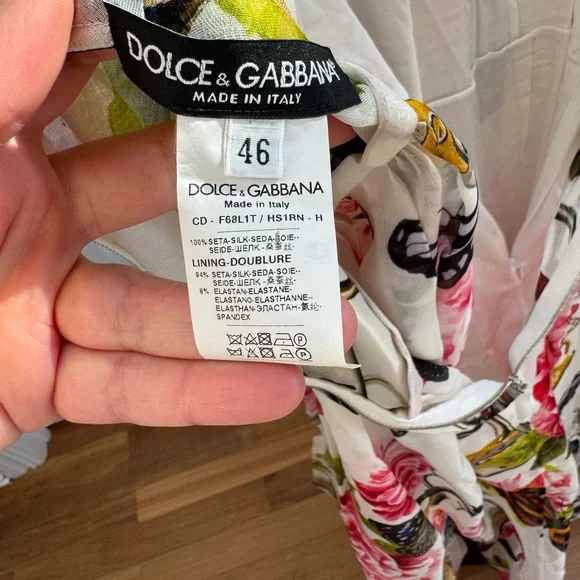 DOLCE & GABBANA
MADE IN ITALY
46
DOLCE & GABBANA
Made in Italy
CD - F68L1T / HS1RN - H
100% SETA-SILK-SEDA-SOIE--
SEIDE-ШЕЛК-桑蚕丝
LINING-DOUBLURE
94% SETA-SILK-SEDA-SOIE--
SEIDE-ШЕЛК-桑蚕丝
6% ELASTAN-ELASTANE-
ELASTANO-ELASTHANNE--
ELASTHAN-ЭЛАСТАН-氨纶-
SPANDEX